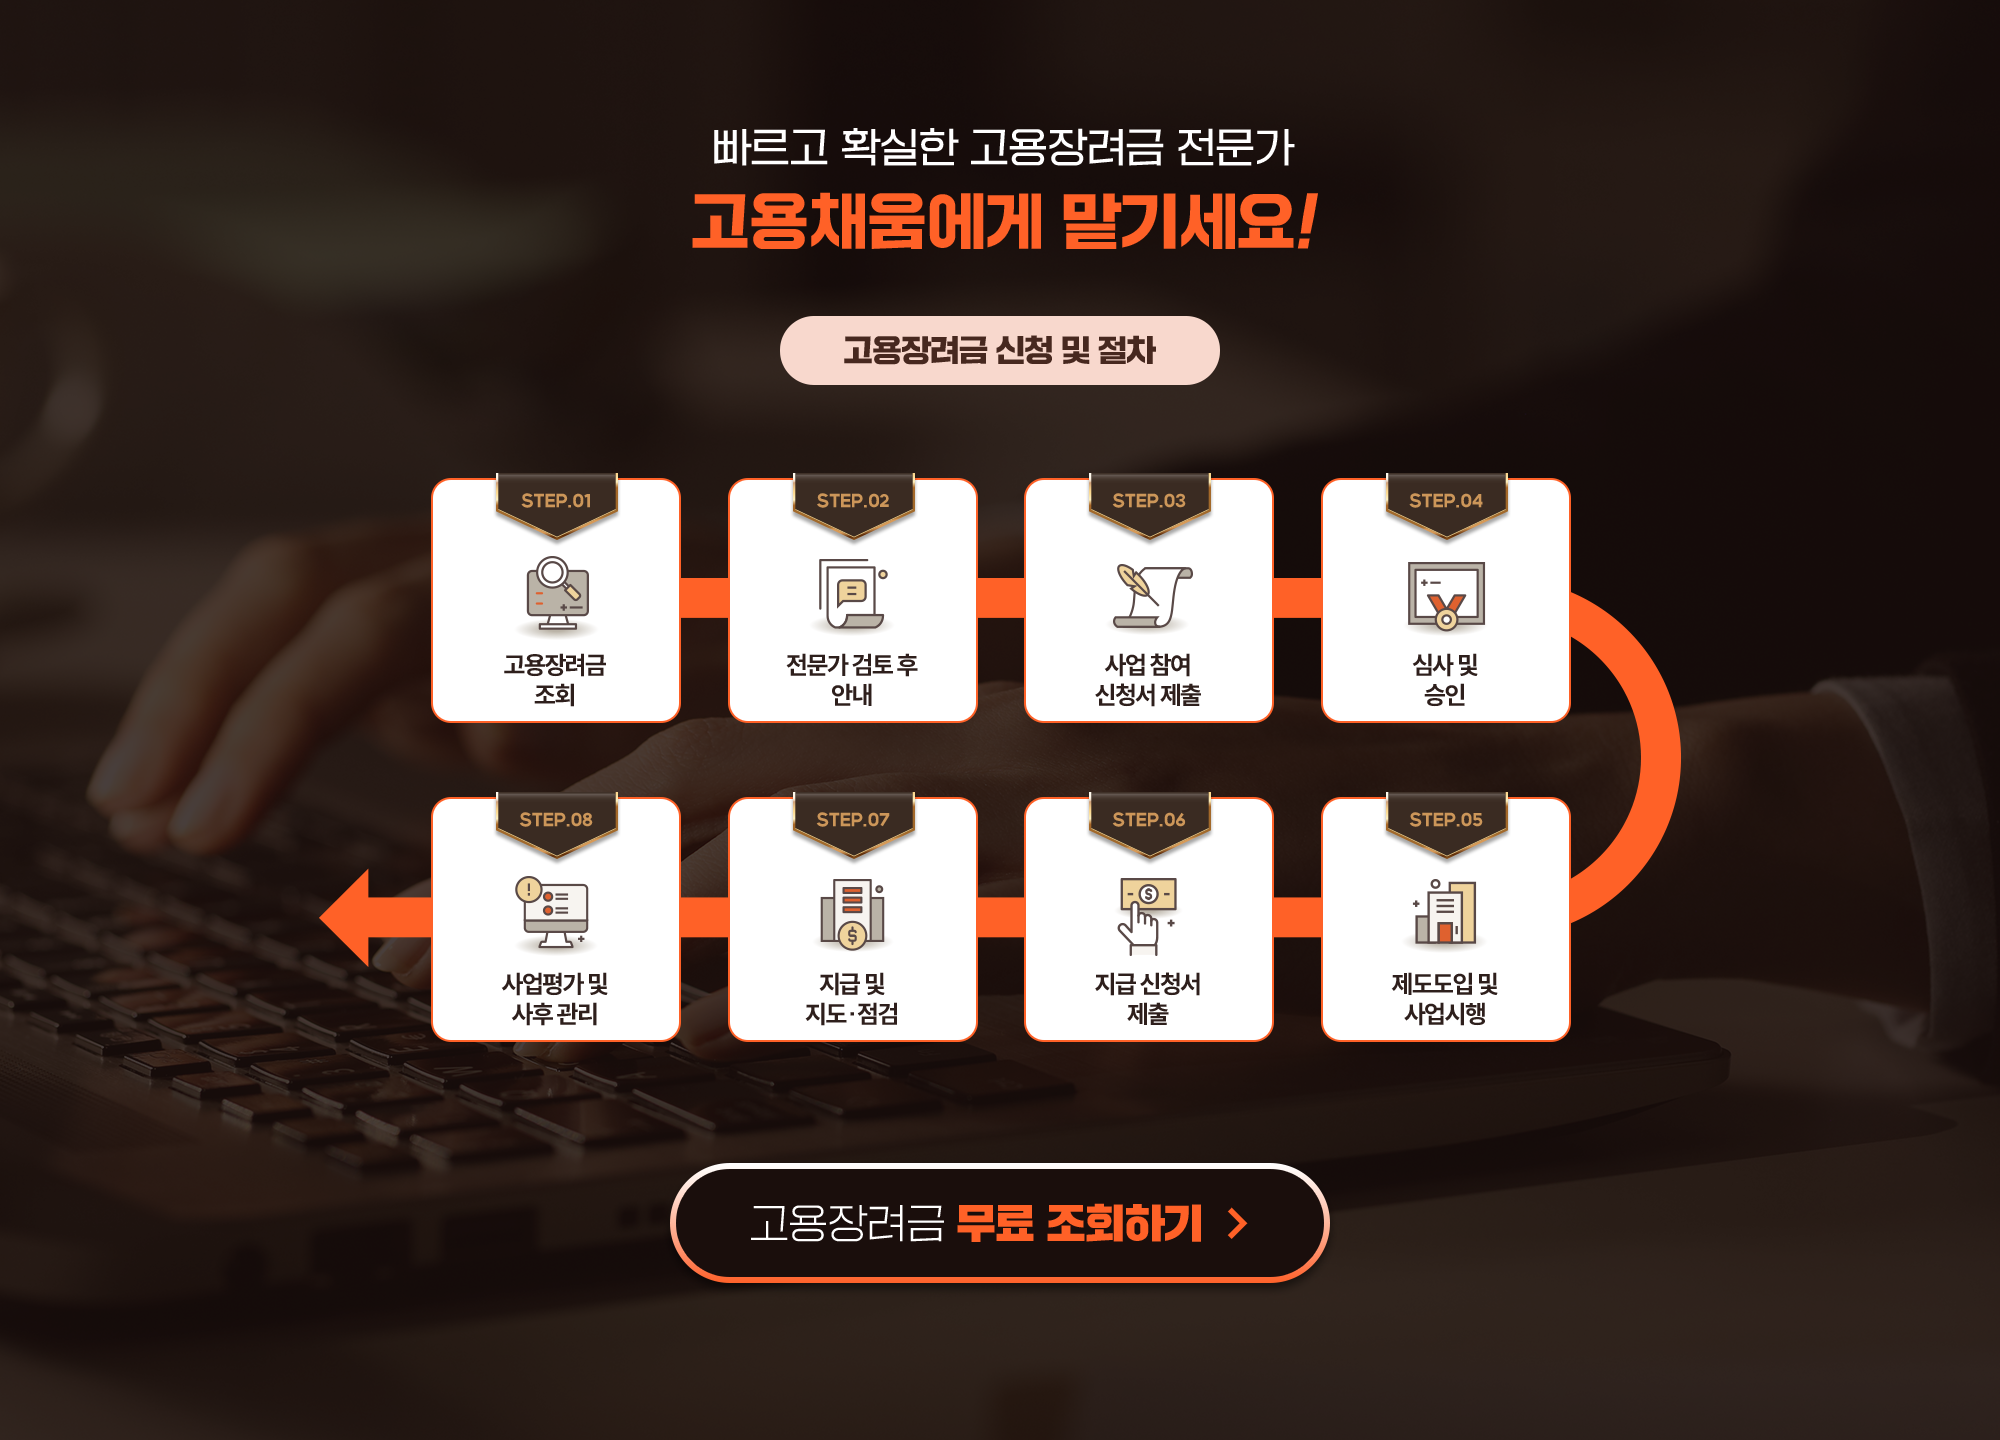 빠르고 확실한 고용장려금 전문가
고용채움에게 맡기세요!
고용장려금 신청 및 절차
STEP.01
고용장려금
조회
STEP.02
전문가 검토 후
안내
STEP.03
사업 참여
신청서 제출
STEP.04
심사 및
승인
STEP.05
제도도입 및
사업시행
STEP.06
지급 신청서
제출
STEP.07
지급 및
지도·점검
STEP.08
사업평가 및
사후 관리
고용장려금 무료 조회하기 >